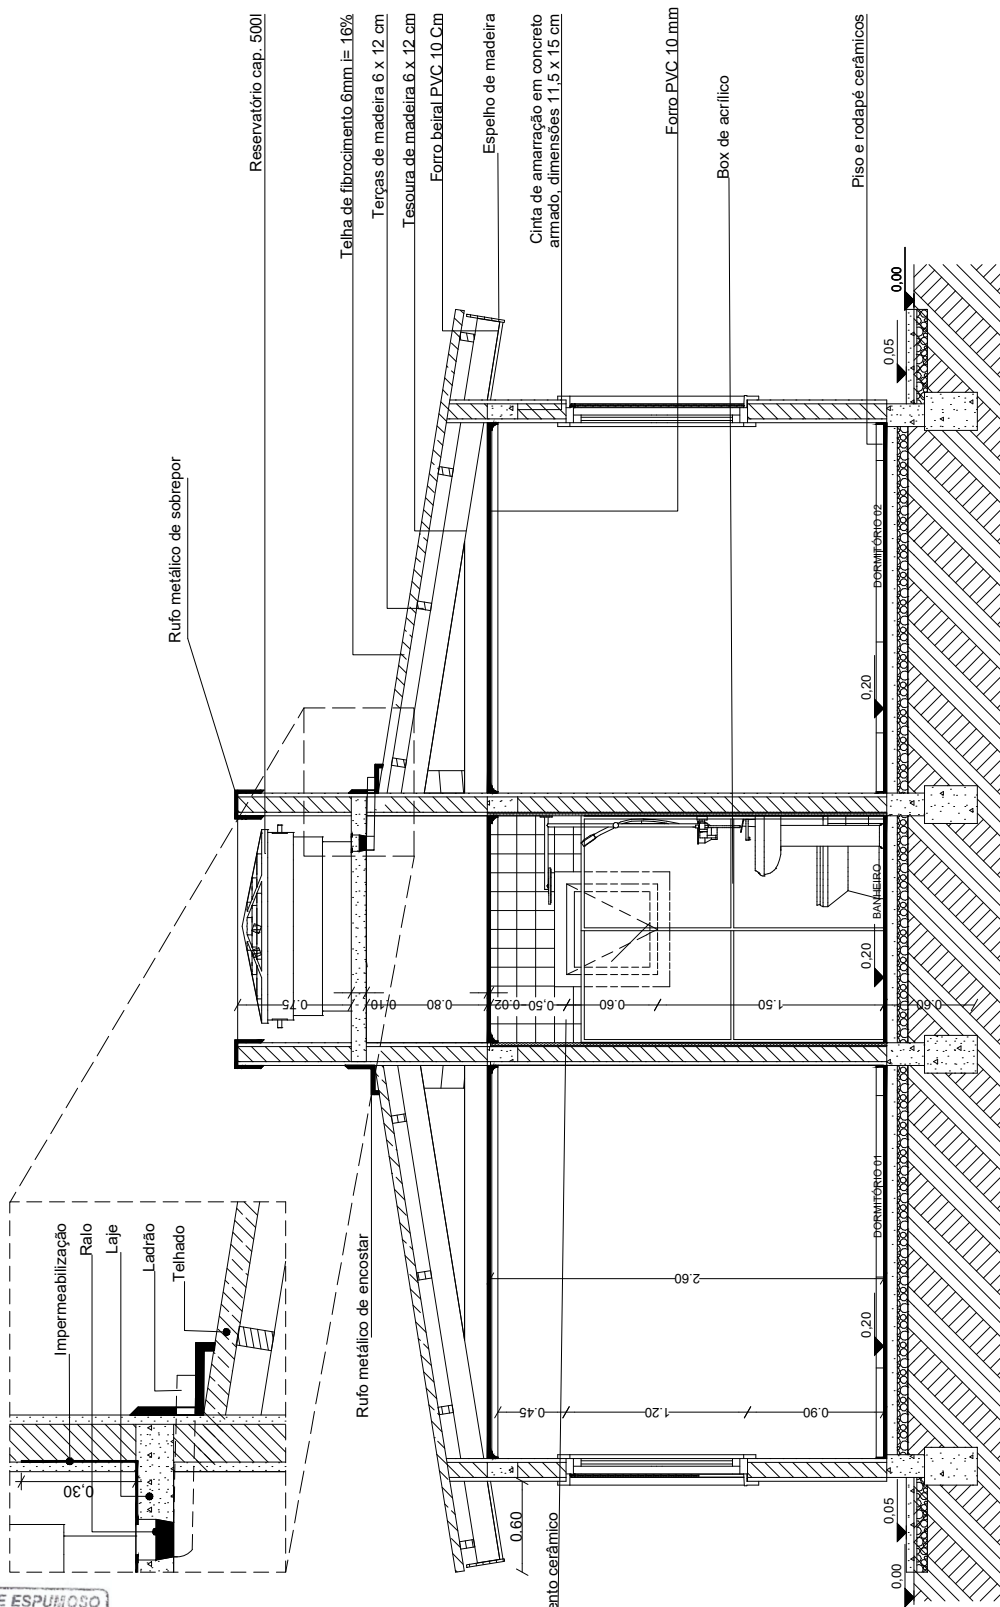 Reservatório cap. 500l
Telha de fibrocimento 6mm i= 16%
Terças de madeira 6 x 12 cm
Tesoura de madeira 6 x 12 cm
Forro beiral PVC 10 Cm
Espelho de madeira
Cinta de amarração em concreto
armado, dimensões 11,5 x 15 cm
Forro PVC 10 mm
Box de acrílico
Piso e rodapé cerâmicos
Rufo metálico de sobrepor
Impermeabilização
Ralo
Laje
Ladrão
Telhado
0,30
Rufo metálico de encostar
0.75
0.10
0.80
0.02
0,50
0.60
1.50
0.60
2.60
0.45
1.20
0.90
0.60
DORMITÓRIO 01
0,20
BANHEIRO
0,20
DORMITÓRIO 02
0,20
0,05
0,00
0,05
0,00
ento cerâmico
E ESPUMOSO